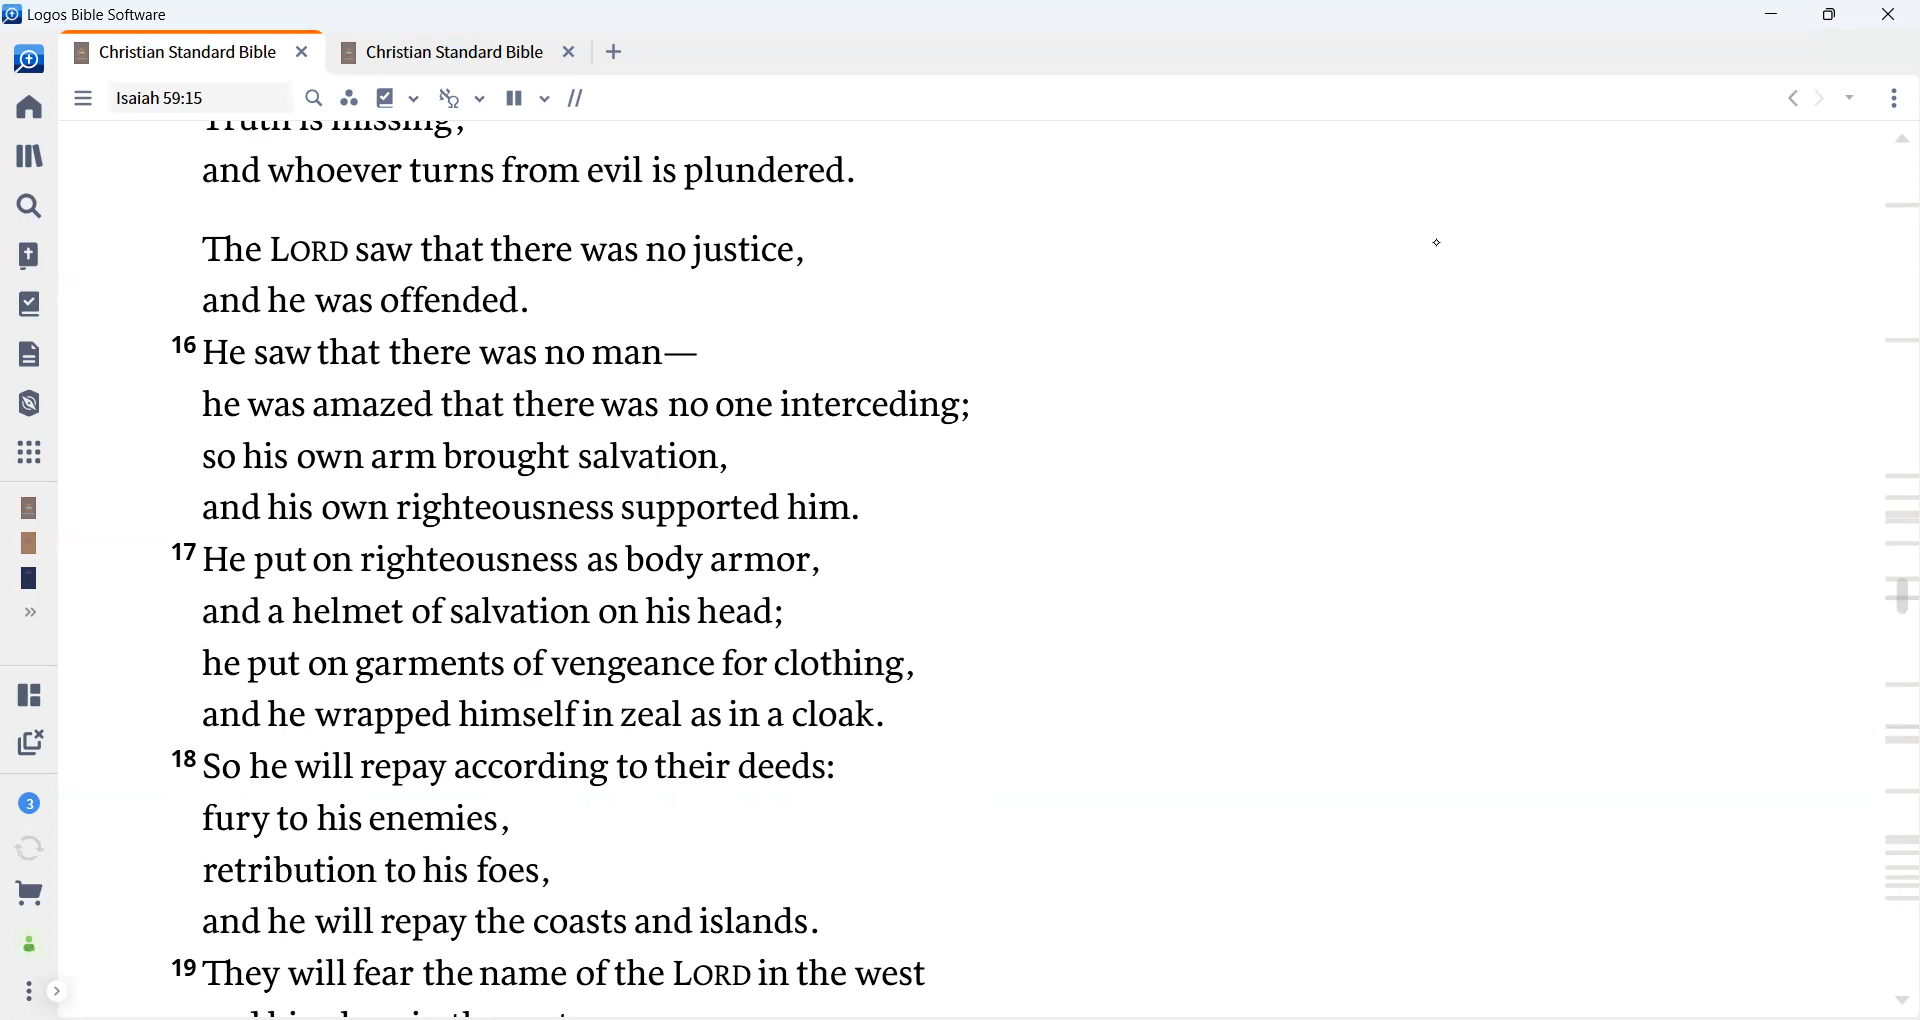 Logos Bible Software
Christian Standard Bible
Christian Standard Bible
Isaiah 59:15
Truth is missing,
and whoever turns from evil is plundered.
The LORD saw that there was no justice,
and he was offended.
16 He saw that there was no man—
he was amazed that there was no one interceding;
so his own arm brought salvation,
and his own righteousness supported him.
17 He put on righteousness as body armor,
and a helmet of salvation on his head;
he put on garments of vengeance for clothing,
and he wrapped himself in zeal as in a cloak.
18 So he will repay according to their deeds:
fury to his enemies,
retribution to his foes,
and he will repay the coasts and islands.
3
19 They will fear the name of the LORD in the west